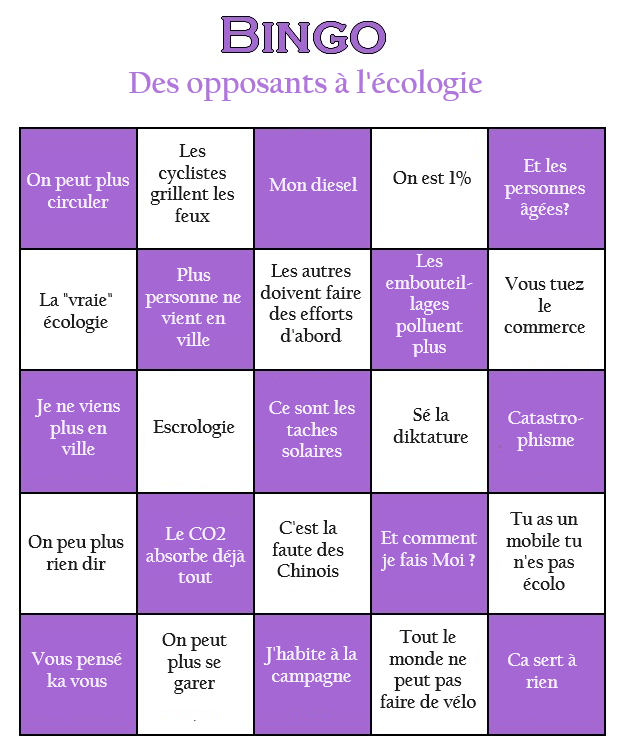 Bingo
Des opposants à l'écologie
On peut plus
circuler
Les
cyclistes
grillent les
feux
Mon diesel
On est 1%
Et les
personnes
âgées?
La "vraie"
écologie
Plus
personne ne
vient en
ville
Les autres
doivent faire
des efforts
d'abord
Les
embouteil-
lages
polluent
plus
Vous tuez
le
commerce
Je ne viens
plus en
ville
Escrologie
Ce sont les
taches
solaires
Sé la
diktature
Catastro-
phisme
On peu plus
rien dir
Le CO2
absorbe déjà
tout
C'est la
faute des
Chinois
Et comment
je fais Moi ?
Tu as un
mobile tu
n'es pas
écolo
Vous pensé
ka vous
On peut
plus se
garer
J'habite à la
campagne
Tout le
monde ne
peut pas
faire de vélo
Ca sert à
rien